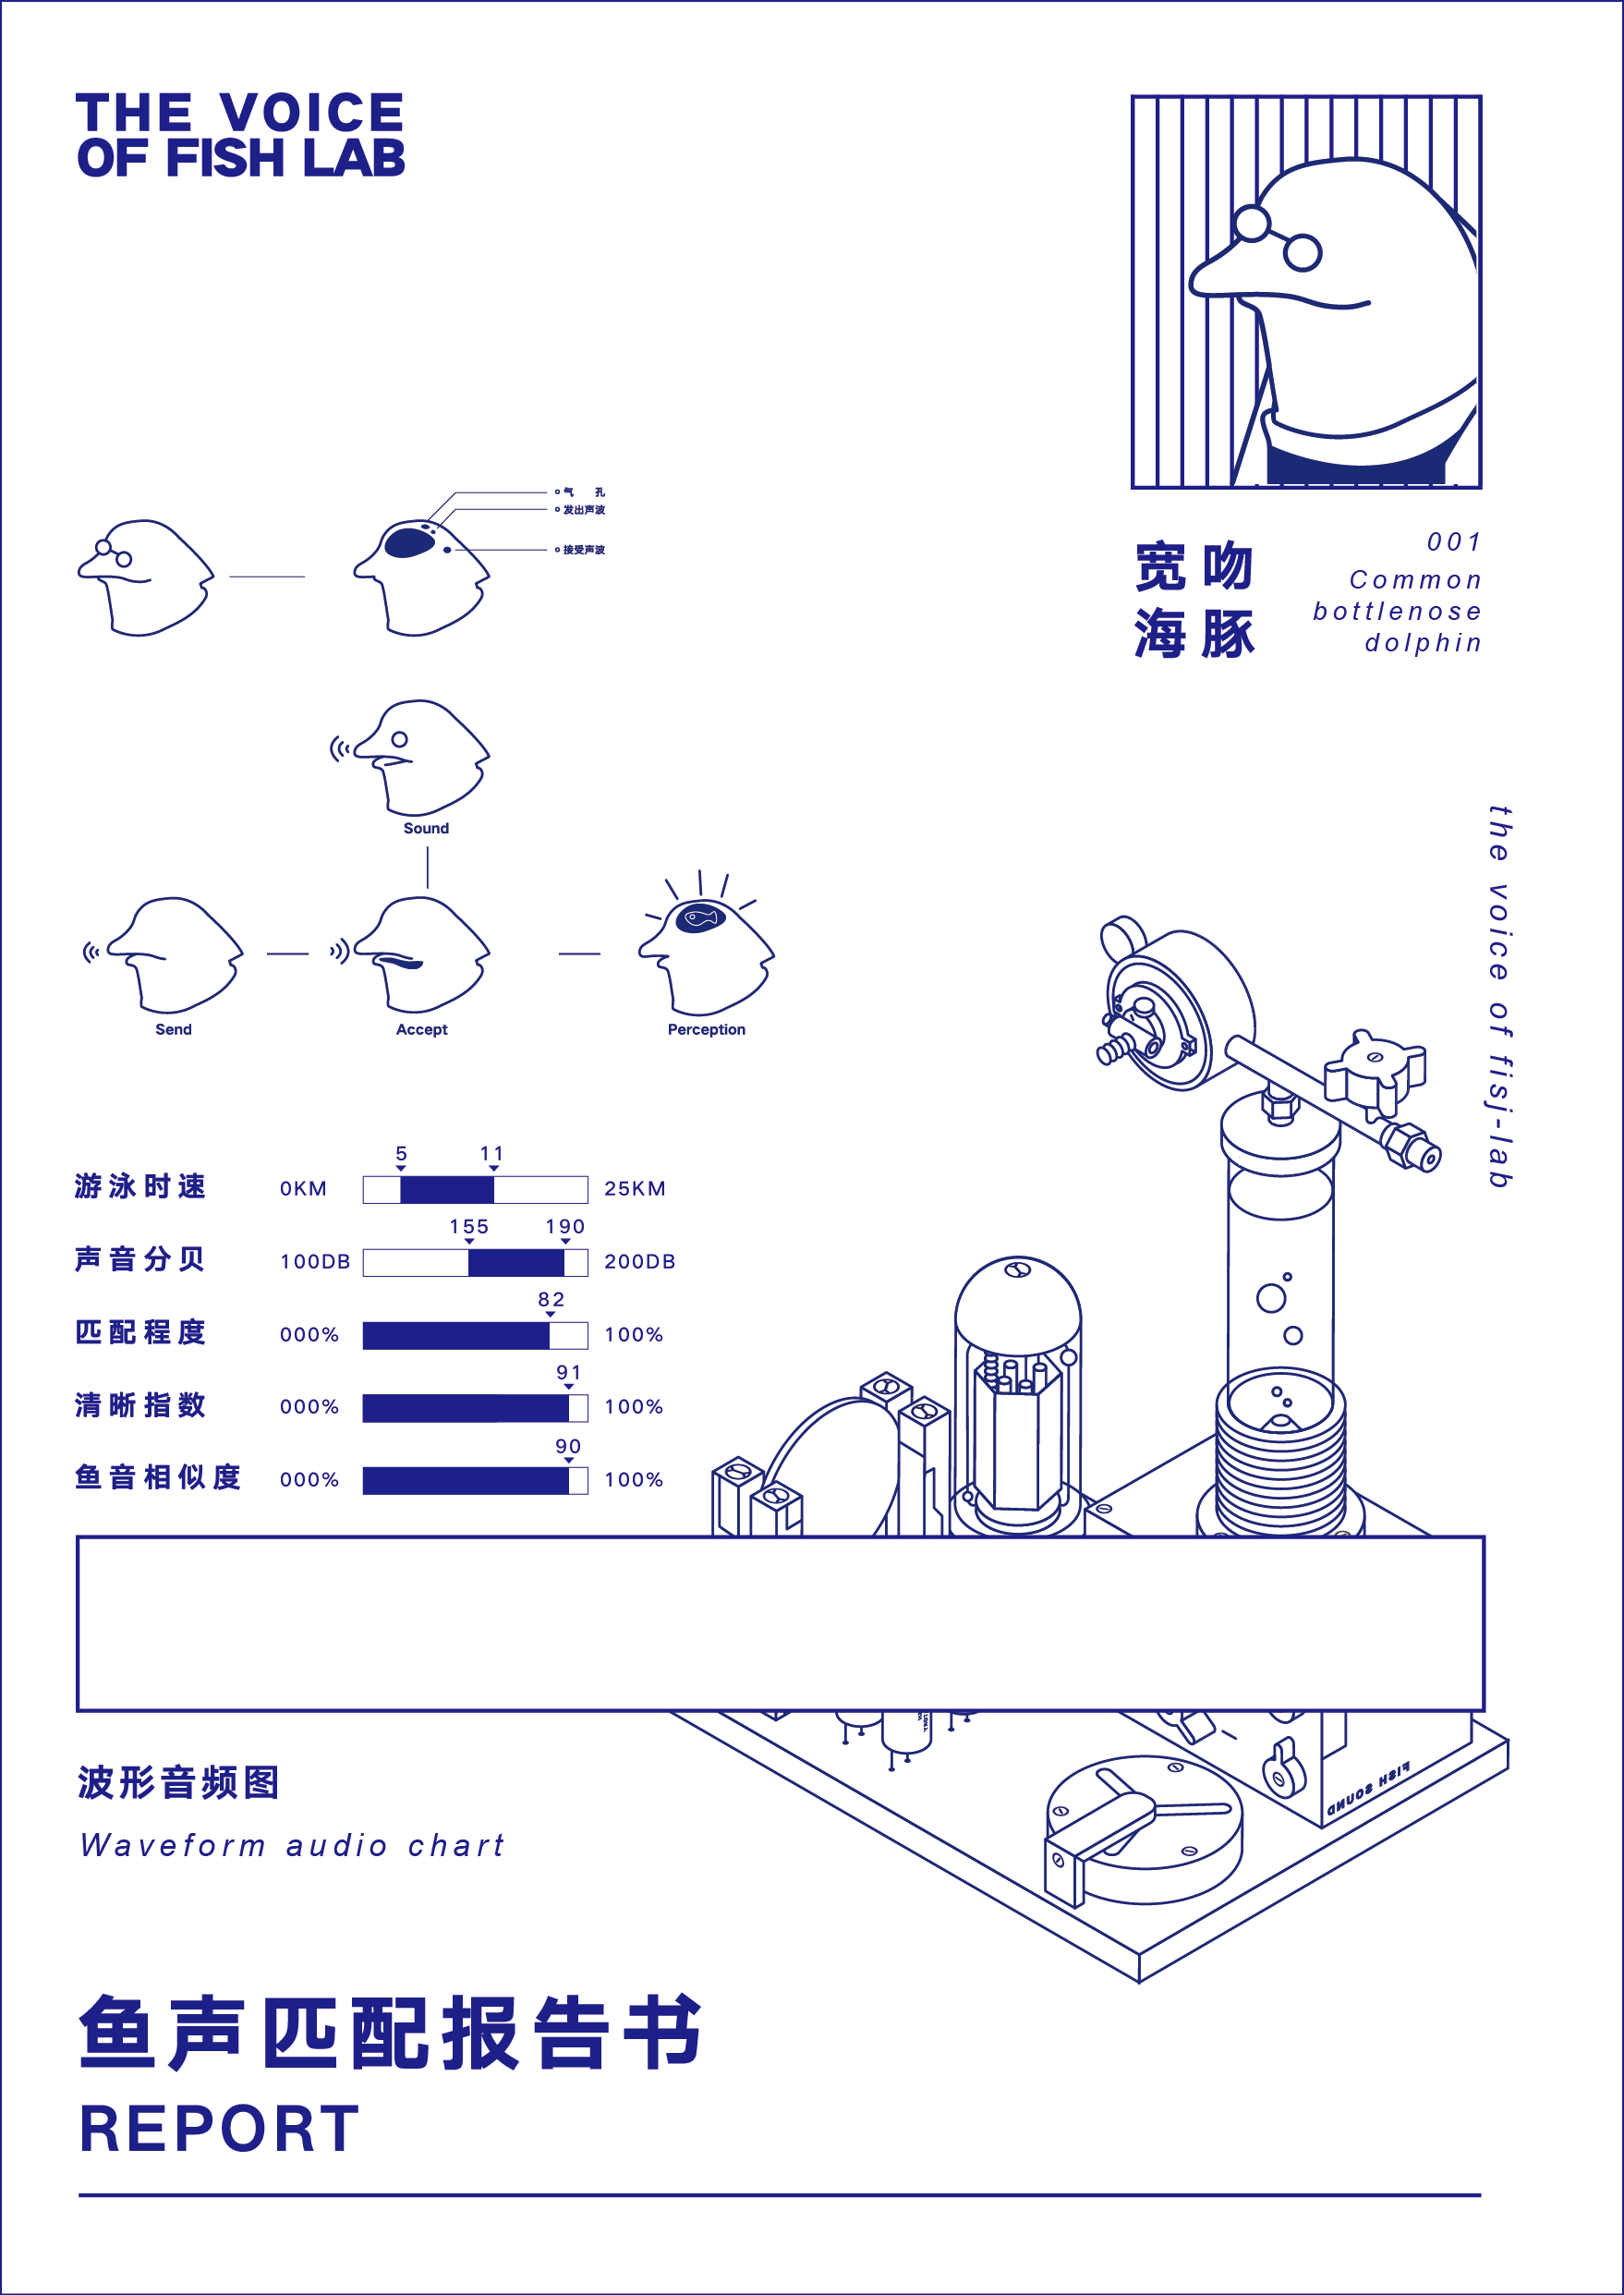 THE VOICE
OF FISH LAB
气 孔
发出声波
接受声波
宽吻
海豚
001
Common
bottlenose
dolphin
Sound
Send
Accept
Perception
the voice of fisj-lab
5 11
游泳时速 0KM 25KM
155 190
声音分贝 100DB 200DB
82
匹配程度 000% 100%
91
清晰指数 000% 100%
90
鱼音相似度 000% 100%
FISH SOUND
波形音频图
Waveform audio chart
鱼声匹配报告书
REPORT